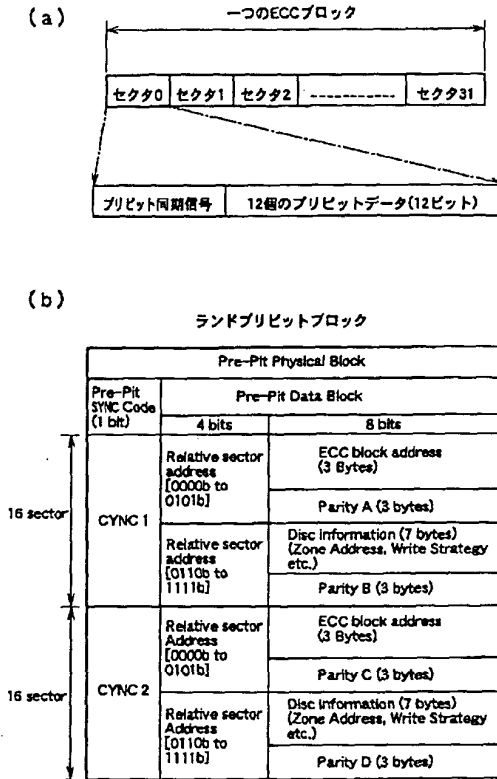 (a)
一つのECCブロック
セクタ0 セクタ1 セクタ2 セクタ31
プリピット同期信号 12個のプリピットデータ(12ビット)
(b)
ランドプリピットブロック
Pre-Pit Physical Block
Pre-Pit
SYNC Code
(1 bit)
Pre-Pit Data Block
4 bits 8 bits
16 sector
CYNC 1
Relative sector
address
[0000b to
0101b]
ECC block address
(3 Bytes)
Parity A (3 bytes)
Relative sector
address
[0110b to
1111b]
Disc information (7 bytes)
(Zone Address, Write Strategy
etc.)
Parity B (3 bytes)
16 sector
CYNC 2
Relative sector
Address
[0000b to
0101b]
ECC block address
(3 Bytes)
Parity C (3 bytes)
Relative sector
Address
[0110b to
1111b]
Disc information (7 bytes)
(Zone Address, Write Strategy
etc.)
Parity D (3 bytes)